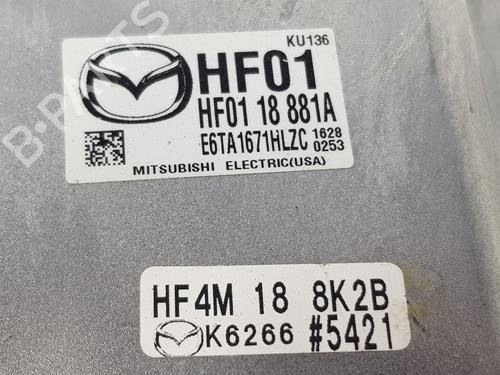 KU136
HF01
HF01 18 881A
E6TA1671HLZC 1628
0253
MITSUBISHI ELECTRIC(USA)
HF4M 18 8K2B
K6266 #5421
B-PARTS